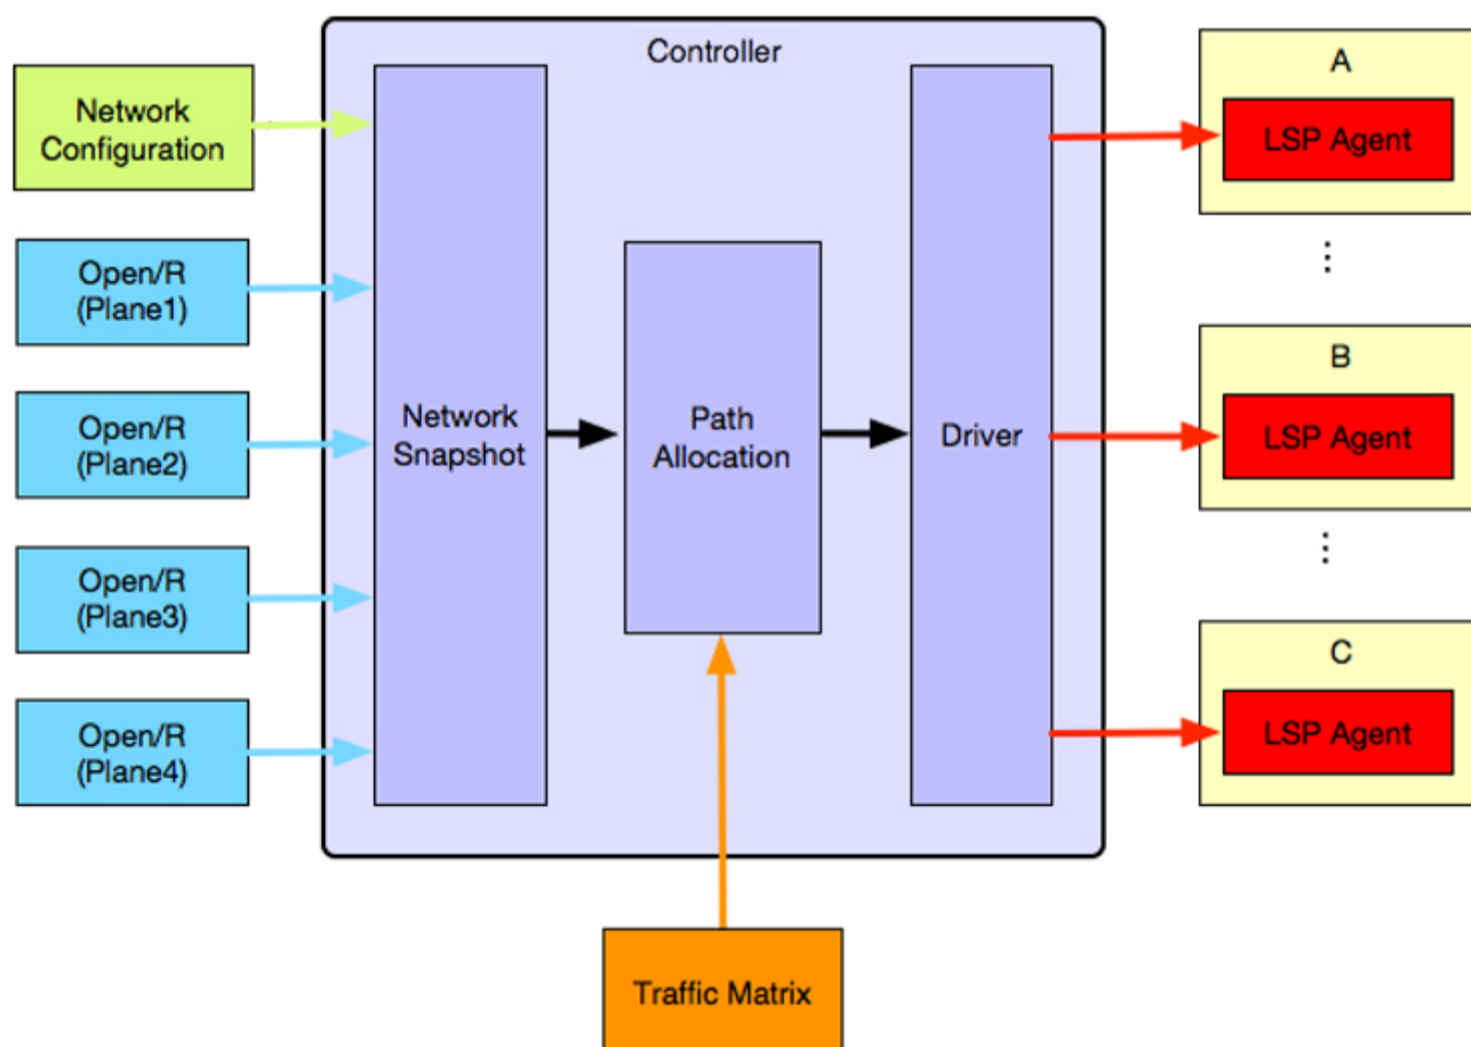 Controller
Network
Configuration
Open/R
(Plane1)
Open/R
(Plane2)
Open/R
(Plane3)
Open/R
(Plane4)
Network
Snapshot
Path
Allocation
Driver
A
LSP Agent
⋮
B
LSP Agent
⋮
C
LSP Agent
Traffic Matrix